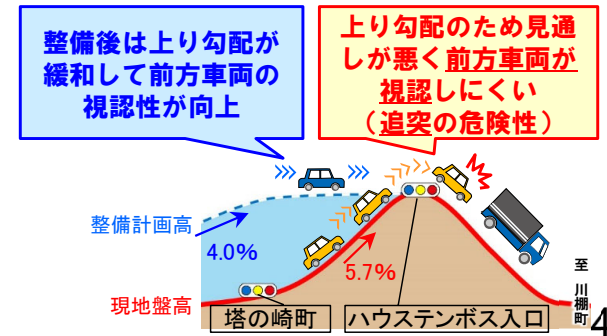 整備後は上り勾配が
緩和して前方車両の
視認性が向上
上り勾配のため見通
しが悪く前方車両が
視認しにくい
（追突の危険性）
整備計画高
4.0%
5.7%
現地盤高
塔の崎町
ハウステンボス入口
至 川棚町
4